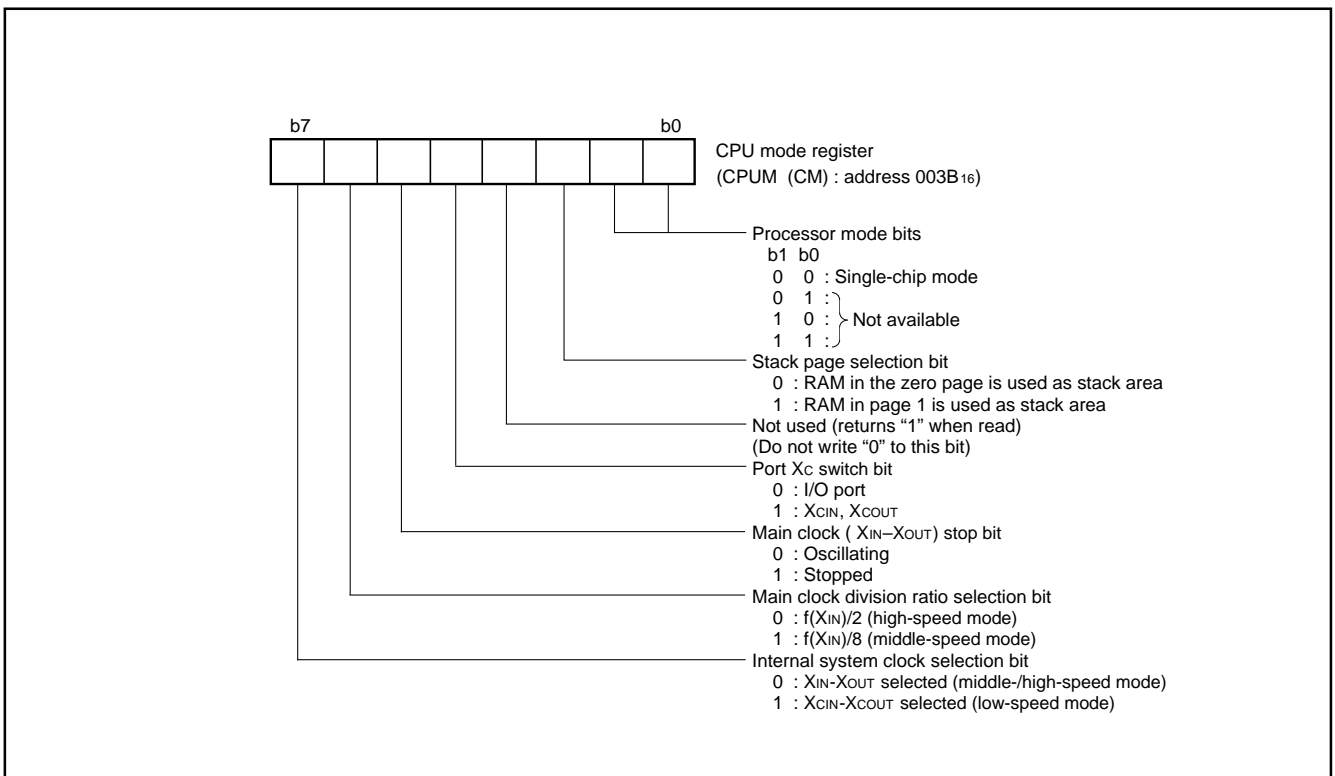 b7 b0
CPU mode register
(CPUM (CM) : address 003B16)
Processor mode bits
b1 b0
0 0 : Single-chip mode
0 1 :
1 0 : Not available
1 1 :
Stack page selection bit
0 : RAM in the zero page is used as stack area
1 : RAM in page 1 is used as stack area
Not used (returns “1” when read)
(Do not write “0” to this bit)
Port XC switch bit
0 : I/O port
1 : XCIN, XCOUT
Main clock ( XIN–XOUT) stop bit
0 : Oscillating
1 : Stopped
Main clock division ratio selection bit
0 : f(XIN)/2 (high-speed mode)
1 : f(XIN)/8 (middle-speed mode)
Internal system clock selection bit
0 : XIN-XOUT selected (middle-/high-speed mode)
1 : XCIN-XCOUT selected (low-speed mode)